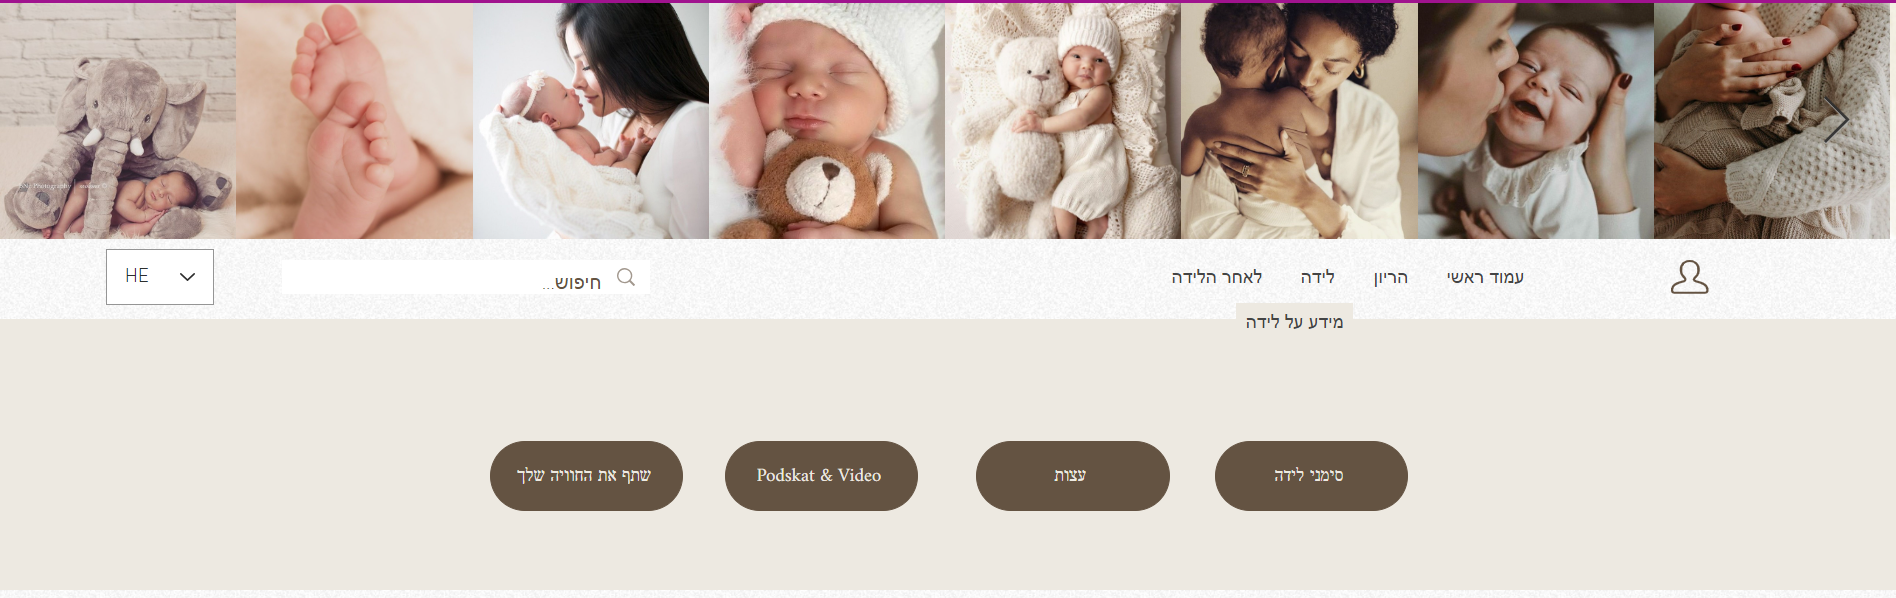 עמוד ראשי
הריון
לידה
לאחר הלידה
חיפוש...
HE
מידע על לידה
סימני לידה
עצות
Podskat & Video
שתף את החוויה שלך